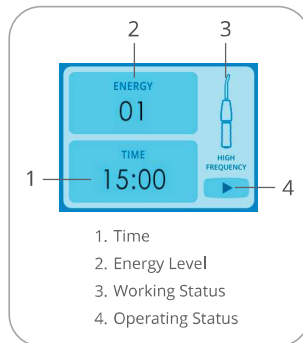 2
3
ENERGY
01
TIME
15:00
HIGH
FREQUENCY
1
4
1. Time
2. Energy Level
3. Working Status
4. Operating Status